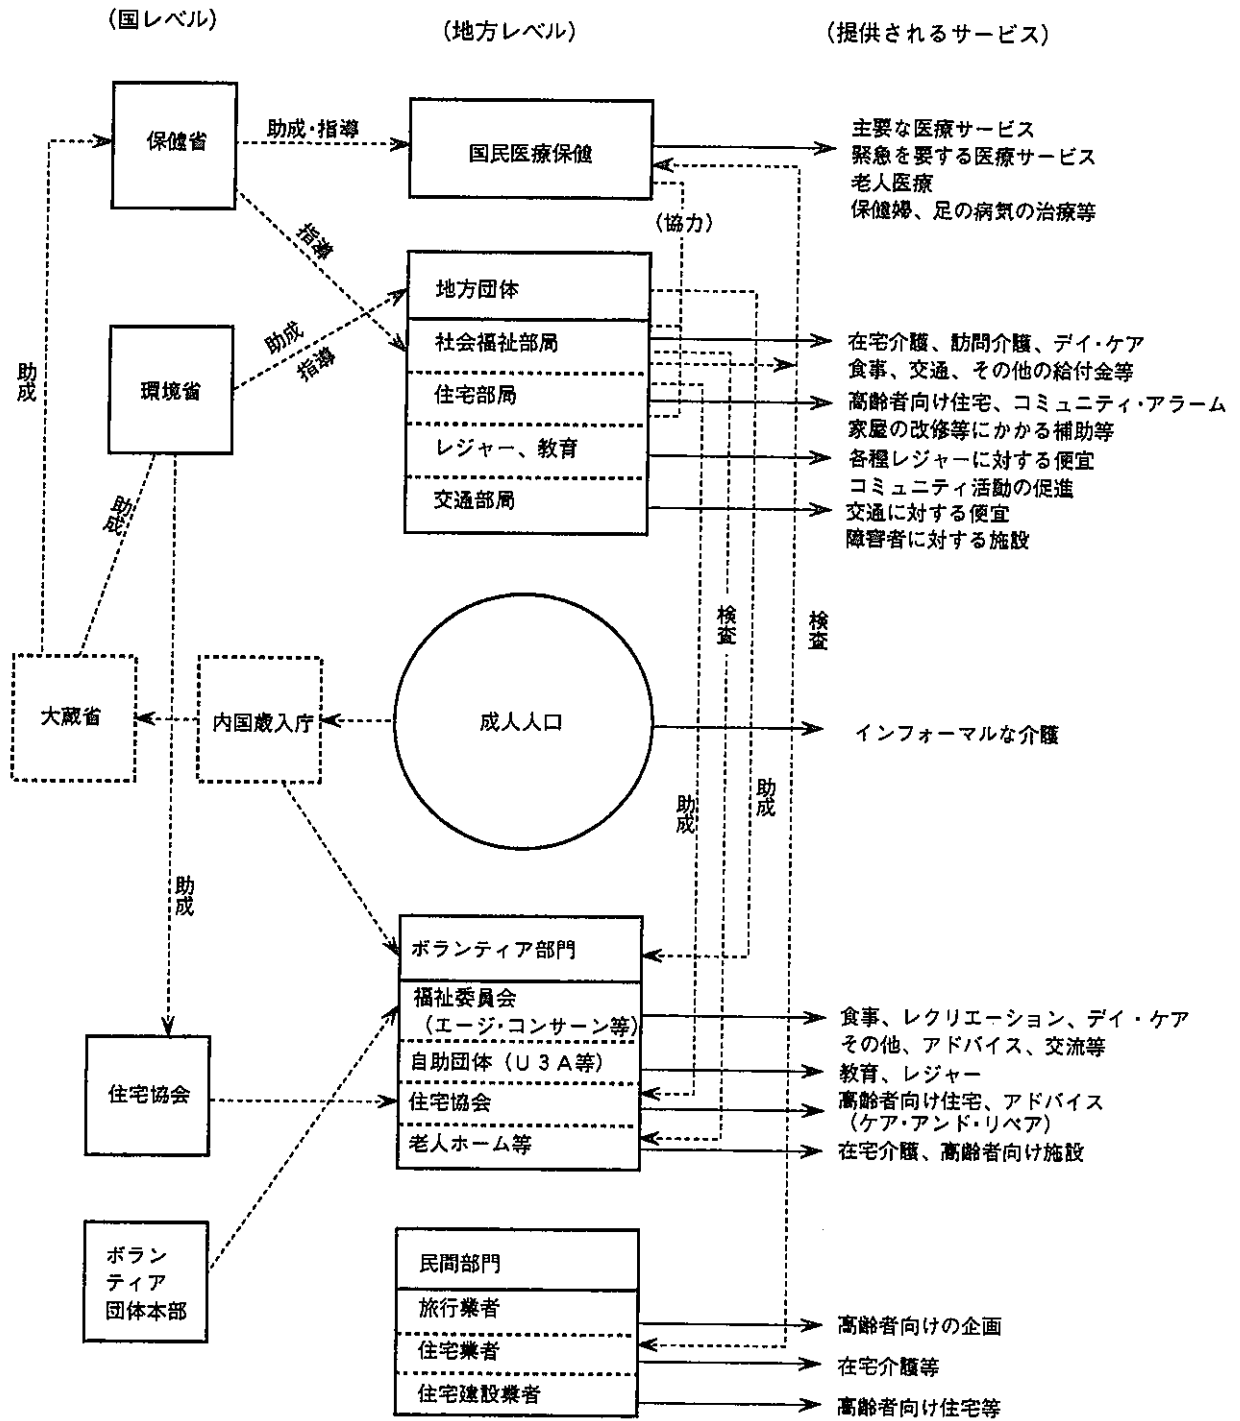 (国レベル)
(地方レベル)
(提供されるサービス)
保健省
助成・指導
国民医療保健
主要な医療サービス
緊急を要する医療サービス
老人医療
保健婦、足の病気の治療等
(協力)
指導
地方団体
環境省
助成
指導
助成
社会福祉部局
在宅介護、訪問介護、デイ・ケア
食事、交通、その他の給付金等
住宅部局
高齢者向け住宅、コミュニティ・アラーム
家屋の改修等にかかる補助等
レジャー、教育
各種レジャーに対する便宜
コミュニティ活動の促進
交通部局
交通に対する便宜
障害者に対する施設
助成
検査
検査
大蔵省
内国歳入庁
成人人口
インフォーマルな介護
助成
助成
助成
ボランティア部門
福祉委員会
(エージ・コンサーン等)
食事、レクリエーション、デイ・ケア
その他、アドバイス、交流等
自助団体(U3A等)
教育、レジャー
住宅協会
住宅協会
高齢者向け住宅、アドバイス
(ケア・アンド・リペア)
老人ホーム等
在宅介護、高齢者向け施設
ボラン
ティア
団体本部
民間部門
旅行業者
高齢者向けの企画
住宅業者
在宅介護等
住宅建設業者
高齢者向け住宅等